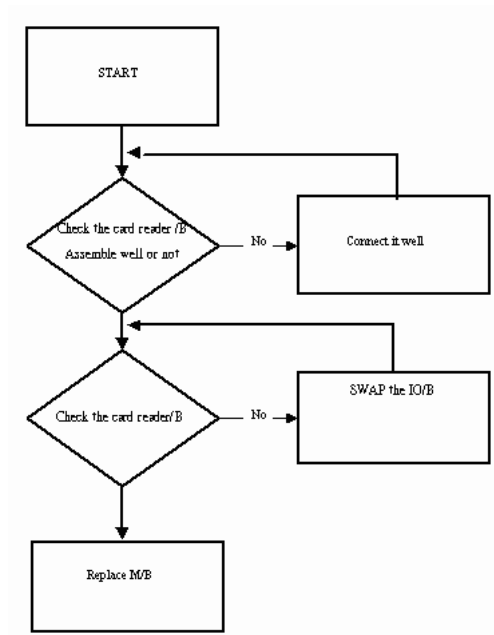 START
Check the card reader /B
Assemble well or not
No
Connect it well
Check the card reader/B
No
SWAP the IO/B
Replace M/B